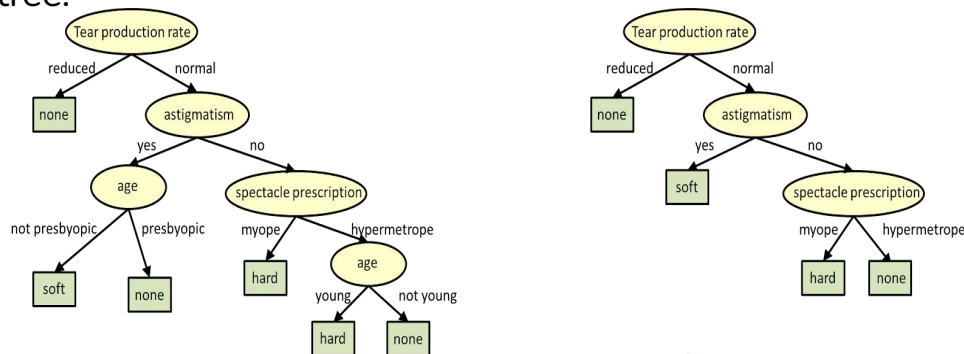 tree.
Tear production rate
reduced
normal
none
astigmatism
yes
no
age
spectacle prescription
not presbyopic
presbyopic
myope
hypermetrope
soft
none
hard
age
young
not young
hard
none
Tear production rate
reduced
normal
none
astigmatism
yes
no
soft
spectacle prescription
myope
hypermetrope
hard
none